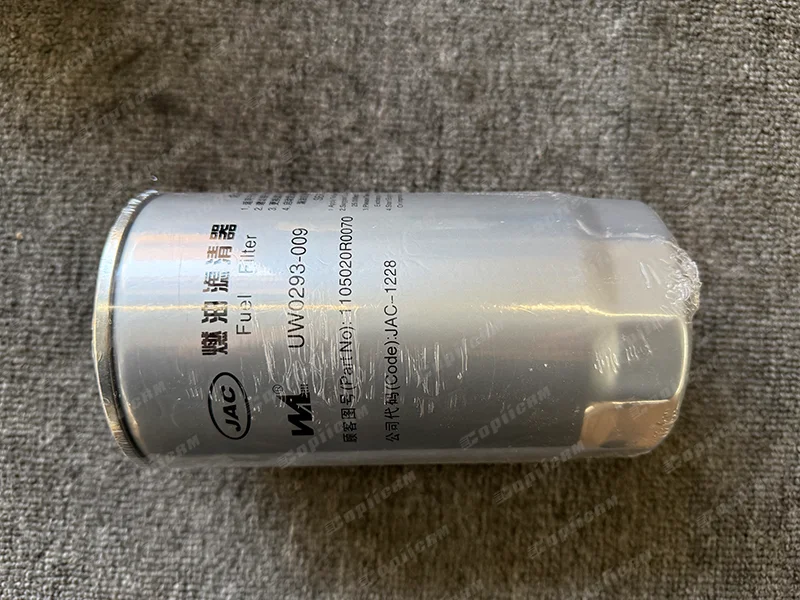 燃油滤清器
Fuel Filter
JAC
UW0293-009
顾客图号(Part No):1105020R0070
公司代码(Code):JAC-1228
Copticam